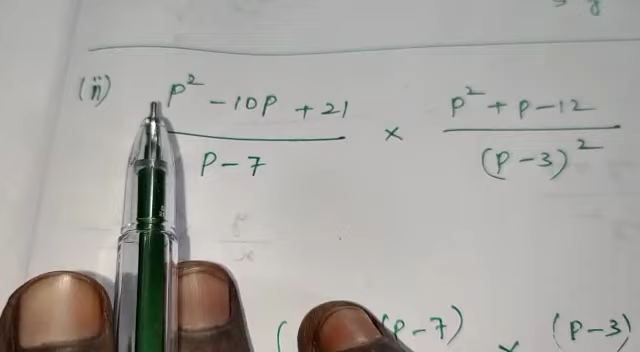 (ii) p² - 10p + 21 / p - 7 × p² + p - 12 / (p - 3)²
(p - 7) × (p - 3)